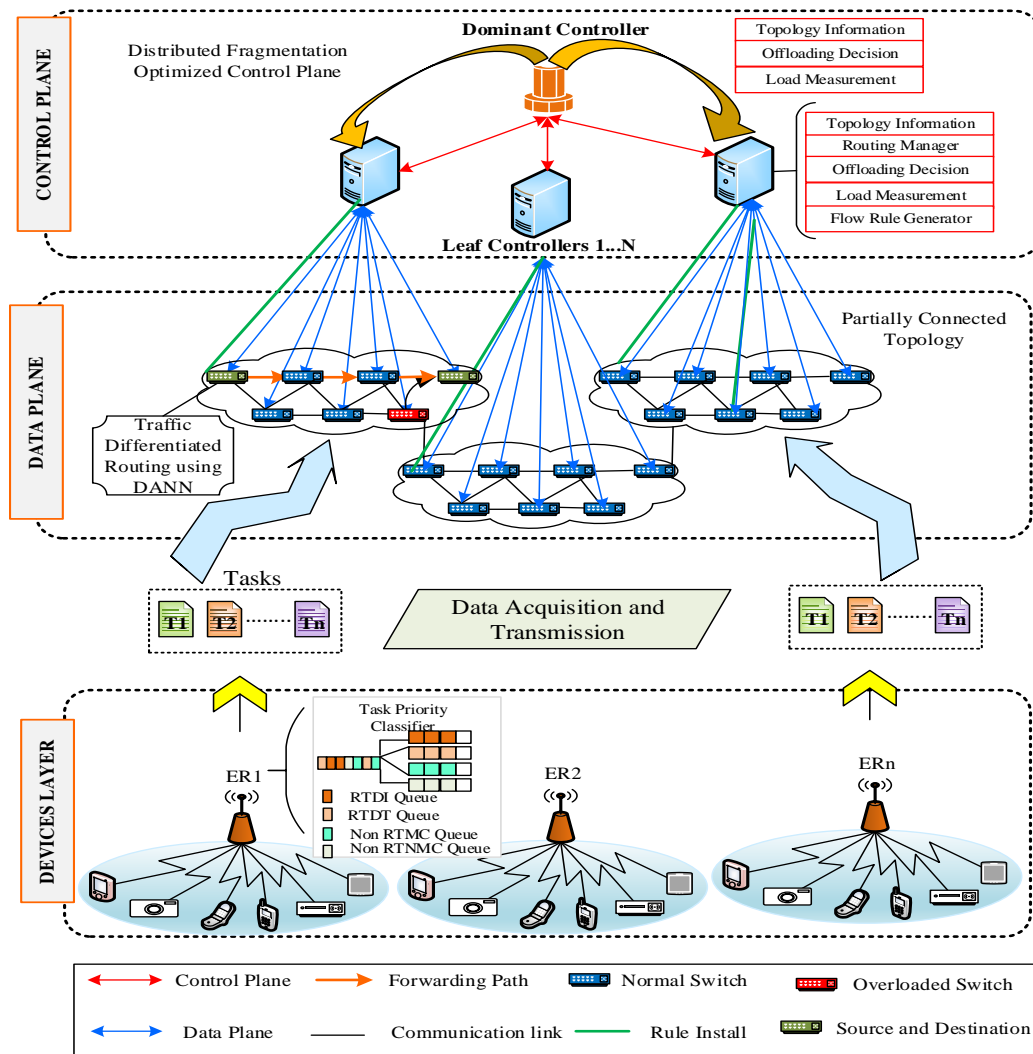 CONTROL PLANE
Distributed Fragmentation
Optimized Control Plane
Dominant Controller
Topology Information
Offloading Decision
Load Measurement
Topology Information
Routing Manager
Offloading Decision
Load Measurement
Flow Rule Generator
Leaf Controllers 1...N
DATA PLANE
Partially Connected
Topology
Traffic
Differentiated
Routing using
DANN
Tasks
T1 T2 Tn
Data Acquisition and
Transmission
T1 T2 Tn
DEVICES LAYER
Task Priority
Classifier
RTDI Queue
RTDT Queue
Non RTMC Queue
Non RTNMC Queue
ER1
ER2
ERn
Control Plane
Forwarding Path
Normal Switch
Overloaded Switch
Data Plane
Communication link
Rule Install
Source and Destination